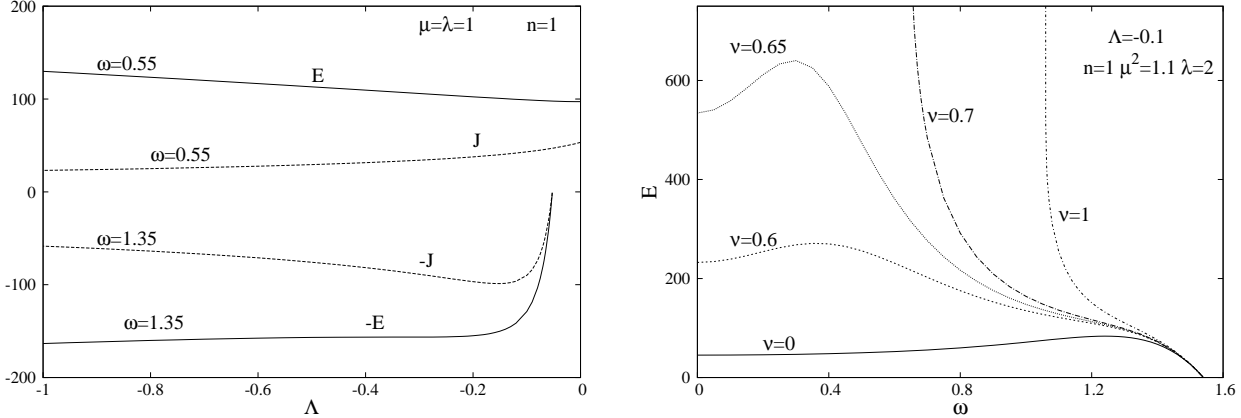 μ=λ=1 n=1
ω=0.55
E
ω=0.55
J
ω=1.35
-J
ω=1.35
-E
200
100
0
-100
-200
-1 -0.8 -0.6 -0.4 -0.2 0
Λ
Λ=-0.1
n=1 μ²=1.1 λ=2
ν=0.65
ν=0.7
ν=1
ν=0.6
ν=0
E
600
400
200
0
0 0.4 0.8 1.2 1.6
ω